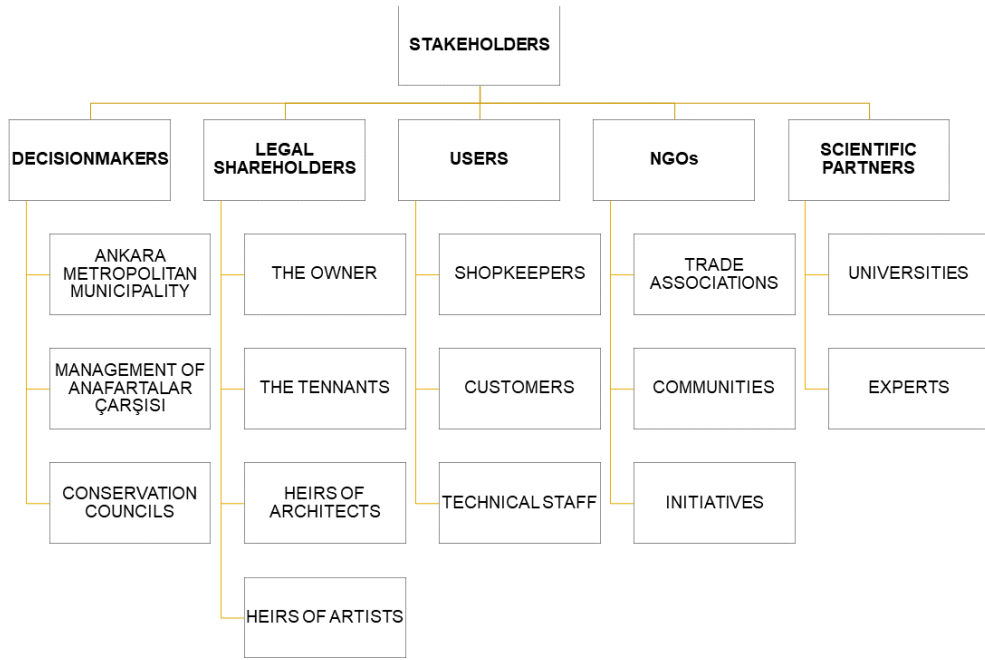 STAKEHOLDERS
DECISIONMAKERS
LEGAL
SHAREHOLDERS
USERS
NGOs
SCIENTIFIC
PARTNERS
ANKARA
METROPOLITAN
MUNICIPALITY
THE OWNER
SHOPKEEPERS
TRADE
ASSOCIATIONS
UNIVERSITIES
MANAGEMENT OF
ANAFARTALAR
ÇARŞISI
THE TENNANTS
CUSTOMERS
COMMUNITIES
EXPERTS
CONSERVATION
COUNCILS
HEIRS OF
ARCHITECTS
TECHNICAL STAFF
INITIATIVES
HEIRS OF ARTISTS